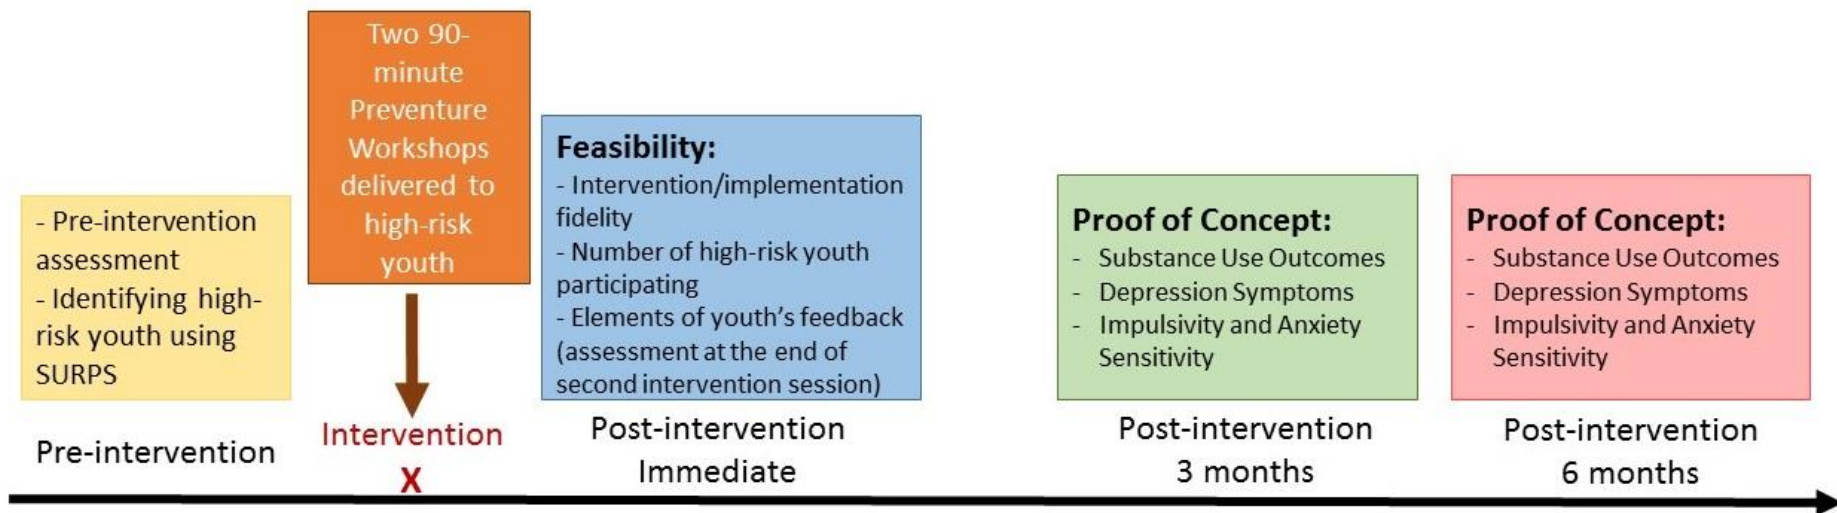 - Pre-intervention
assessment
- Identifying high-
risk youth using
SURPS
Pre-intervention
Two 90-
minute
Preventure
Workshops
delivered to
high-risk
youth
Intervention
X
Feasibility:
- Intervention/implementation
fidelity
- Number of high-risk youth
participating
- Elements of youth’s feedback
(assessment at the end of
second intervention session)
Post-intervention
Immediate
Proof of Concept:
- Substance Use Outcomes
- Depression Symptoms
- Impulsivity and Anxiety
Sensitivity
Post-intervention
3 months
Proof of Concept:
- Substance Use Outcomes
- Depression Symptoms
- Impulsivity and Anxiety
Sensitivity
Post-intervention
6 months